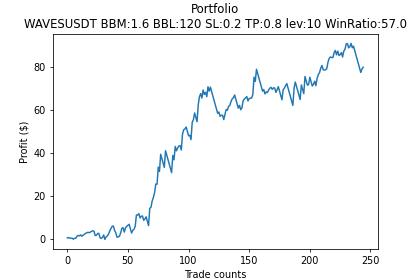 Portfolio
WAVESUSDT BBM:1.6 BBL:120 SL:0.2 TP:0.8 lev:10 WinRatio:57.0
Profit ($)
80
60
40
20
0
0 50 100 150 200 250
Trade counts